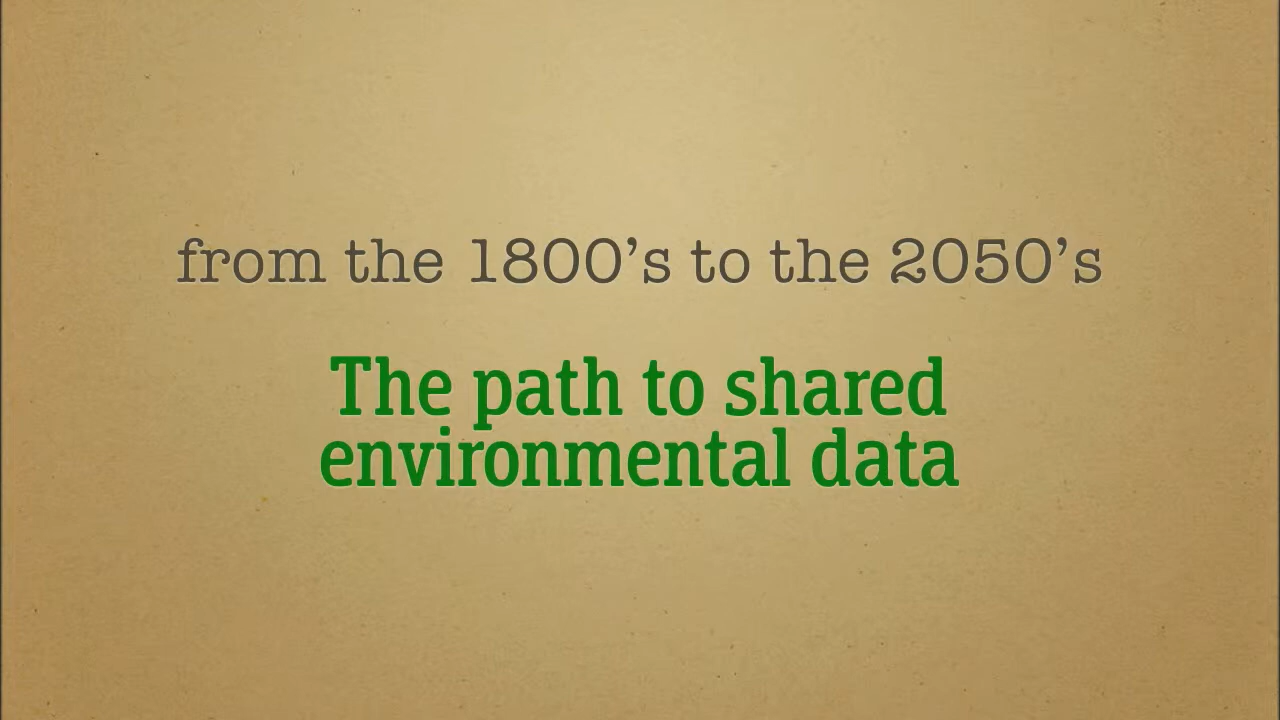 from the 1800’s to the 2050’s
The path to shared
environmental data